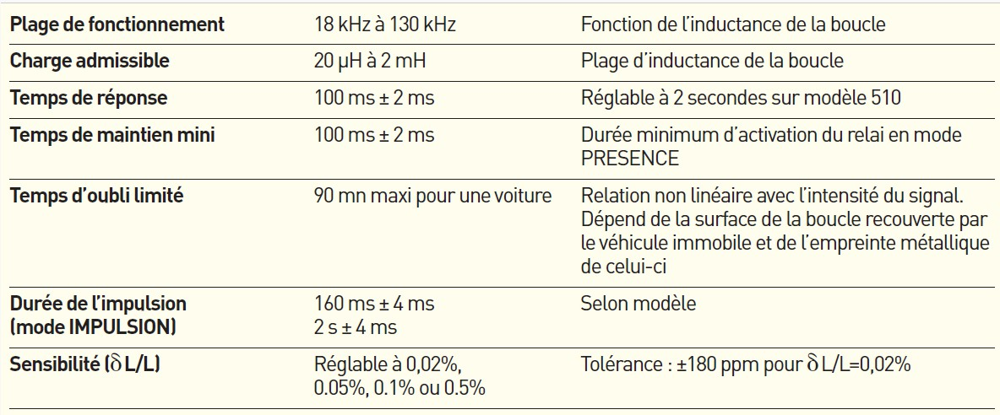 Plage de fonctionnement 18 kHz à 130 kHz Fonction de l'inductance de la boucle
Charge admissible 20 µH à 2 mH Plage d'inductance de la boucle
Temps de réponse 100 ms ± 2 ms Réglable à 2 secondes sur modèle 510
Temps de maintien mini 100 ms ± 2 ms Durée minimum d'activation du relai en mode
PRESENCE
Temps d'oubli limité 90 mn maxi pour une voiture Relation non linéaire avec l'intensité du signal.
Dépend de la surface de la boucle recouverte par
le véhicule immobile et de l'empreinte métallique
de celui-ci
Durée de l'impulsion 160 ms ± 4 ms Selon modèle
(mode IMPULSION) 2 s ± 4 ms
Sensibilité (δ L/L) Réglable à 0,02%, Tolérance : ±180 ppm pour δ L/L=0,02%
0.05%, 0.1% ou 0.5%